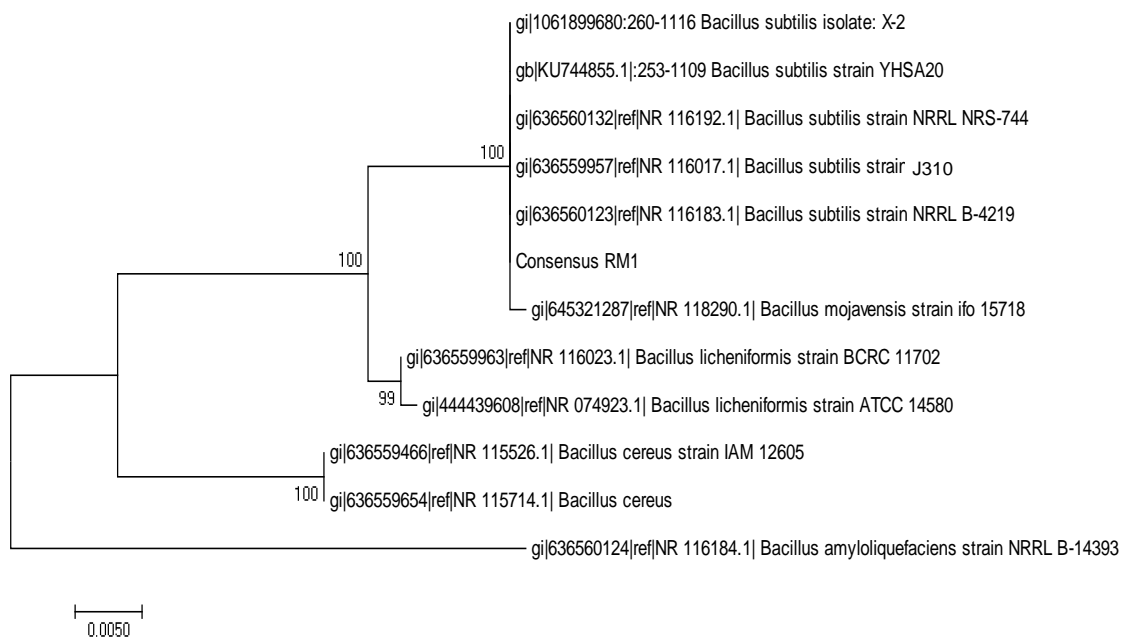 gi|1061899680:260-1116 Bacillus subtilis isolate: X-2
gb|KU744855.1|:253-1109 Bacillus subtilis strain YHSA20
gi|636560132|ref|NR 116192.1| Bacillus subtilis strain NRRL NRS-744
100
gi|636559957|ref|NR 116017.1| Bacillus subtilis strair J310
gi|636560123|ref|NR 116183.1| Bacillus subtilis strain NRRL B-4219
100
Consensus RM1
gi|645321287|ref|NR 118290.1| Bacillus mojavensis strain ifo 15718
gi|636559963|ref|NR 116023.1| Bacillus licheniformis strain BCRC 11702
99
gi|444439608|ref|NR 074923.1| Bacillus licheniformis strain ATCC 14580
gi|636559466|ref|NR 115526.1| Bacillus cereus strain IAM 12605
100
gi|636559654|ref|NR 115714.1| Bacillus cereus
gi|636560124|ref|NR 116184.1| Bacillus amyloliquefaciens strain NRRL B-14393
0.0050